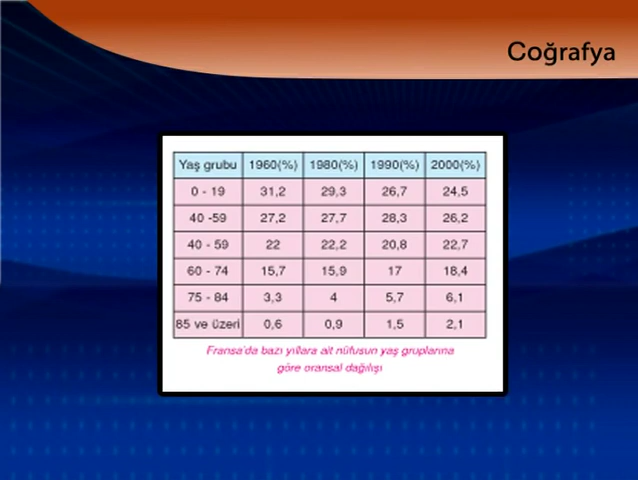 Coğrafya
Yaş grubu 1960(%) 1980(%) 1990(%) 2000(%)
0 - 19 31,2 29,3 26,7 24,5
40 -59 27,2 27,7 28,3 26,2
40 - 59 22 22,2 20,8 22,7
60 - 74 15,7 15,9 17 18,4
75 - 84 3,3 4 5,7 6,1
85 ve üzeri 0,6 0,9 1,5 2,1
Fransa'da bazı yıllara ait nüfusun yaş gruplarına
göre oransal dağılışı